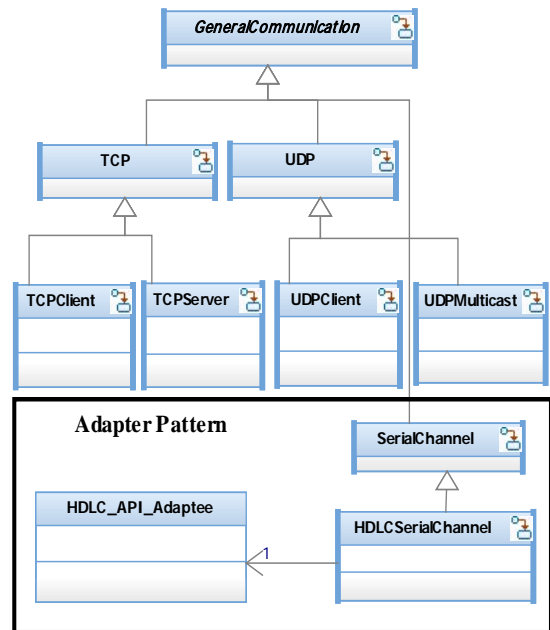 GeneralCommunication
TCP
UDP
TCPClient
TCPServer
UDPClient
UDPMulticast
Adapter Pattern
SerialChannel
HDLC_API_Adaptee
HDLCSerialChannel
1